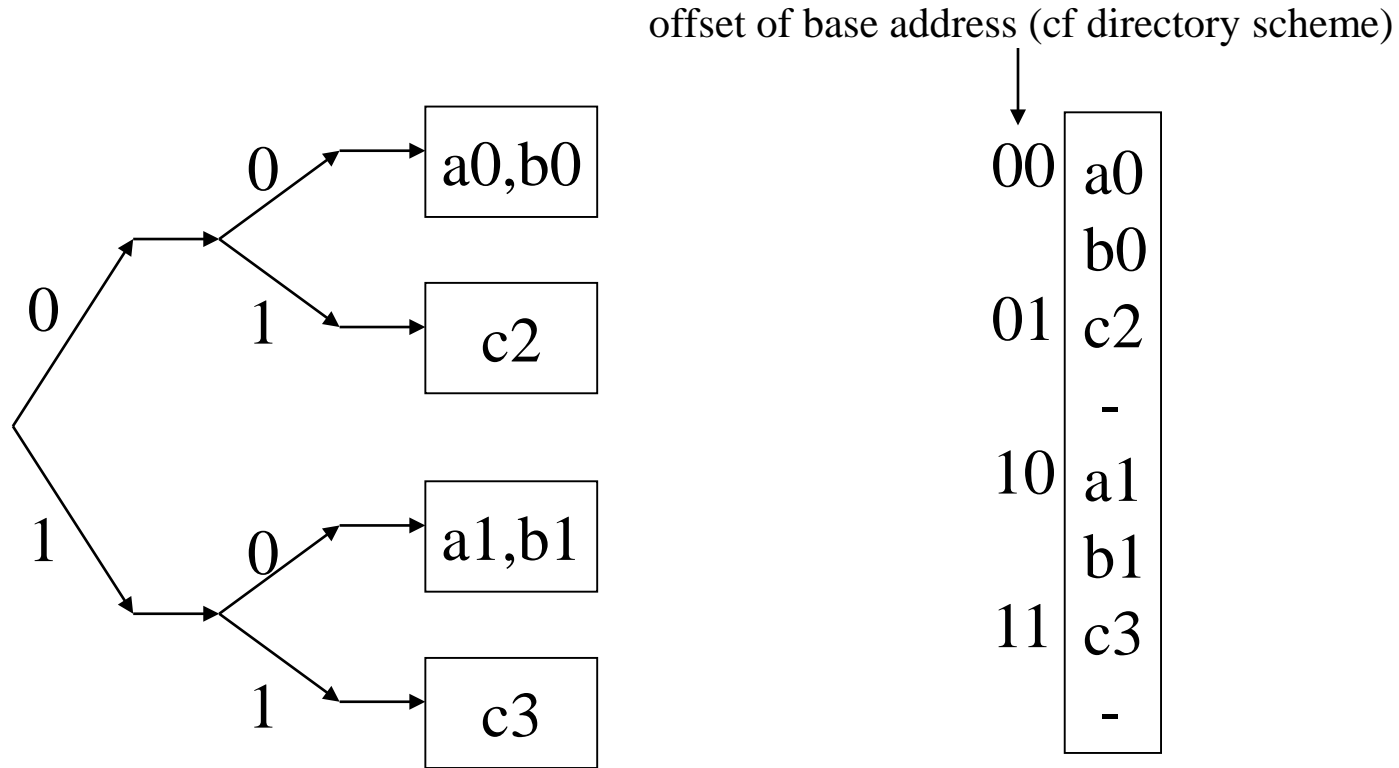 offset of base address (cf directory scheme)
0
1
0
1
0
1
a0,b0
c2
a1,b1
c3
00 a0
b0
01 c2
-
10 a1
b1
11 c3
-